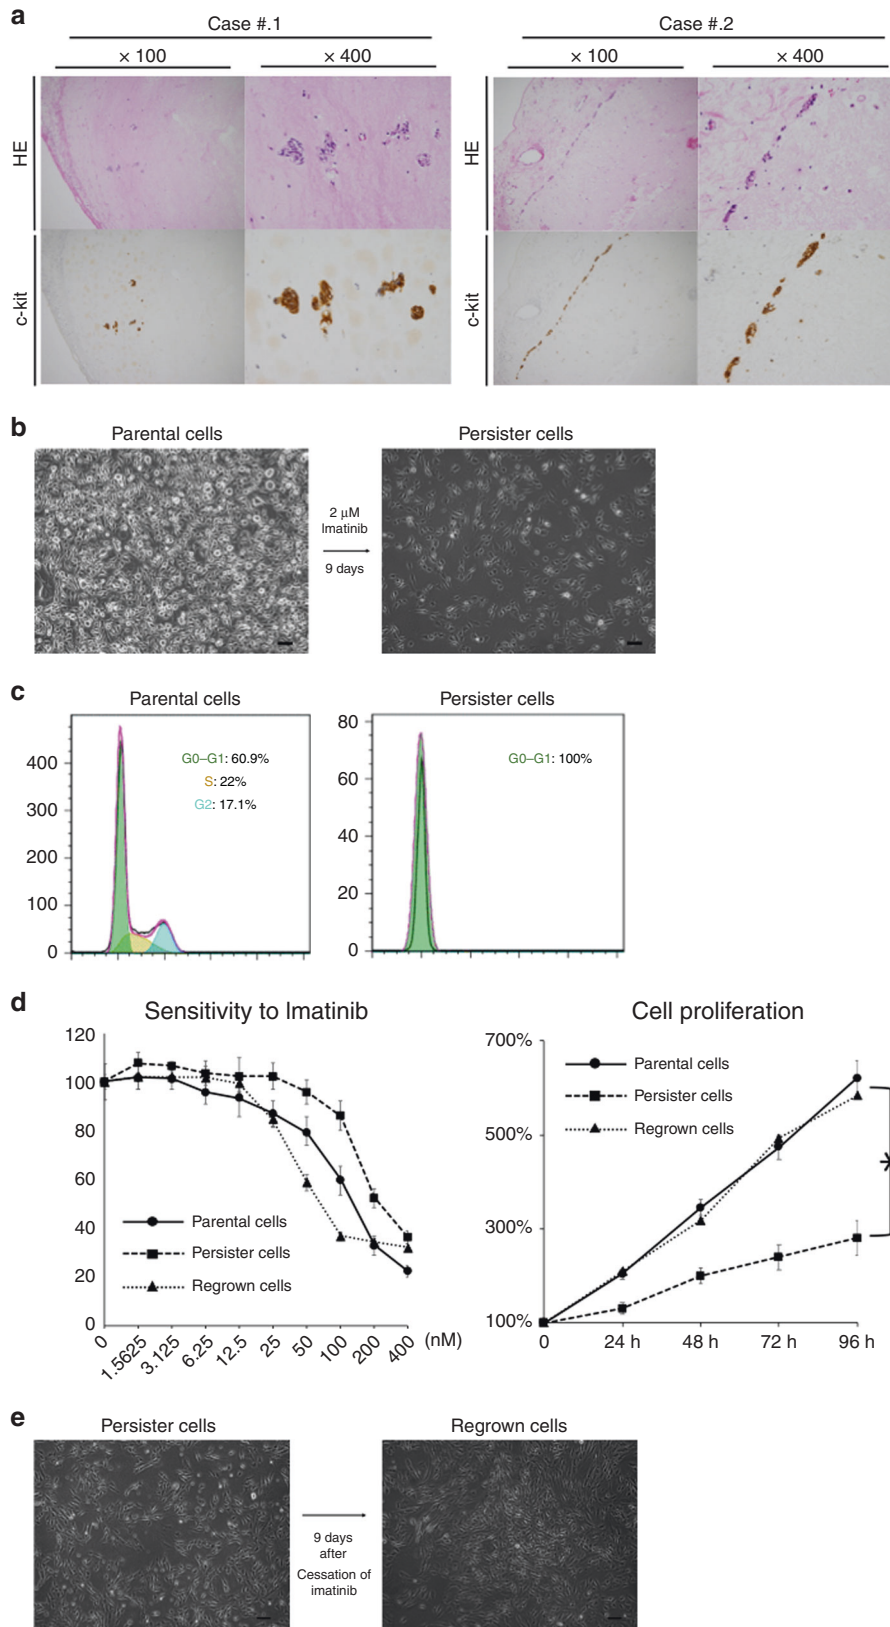 a
Case #.1
Case #.2
× 100
× 400
× 100
× 400
HE
HE
c-kit
c-kit
b
Parental cells
Persister cells
2 μM
Imatinib
9 days
c
Parental cells
Persister cells
400
300
200
100
0
G0–G1: 60.9%
S: 22%
G2: 17.1%
80
60
40
20
0
G0–G1: 100%
d
Sensitivity to Imatinib
120
100
80
60
40
20
0
Parental cells
Persister cells
Regrown cells
0
1.5625
3.125
6.25
12.5
25
50
100
200
400
(nM)
Cell proliferation
700%
500%
300%
100%
Parental cells
Persister cells
Regrown cells
0
24 h
48 h
72 h
96 h
e
Persister cells
Regrown cells
9 days
after
Cessation of
imatinib